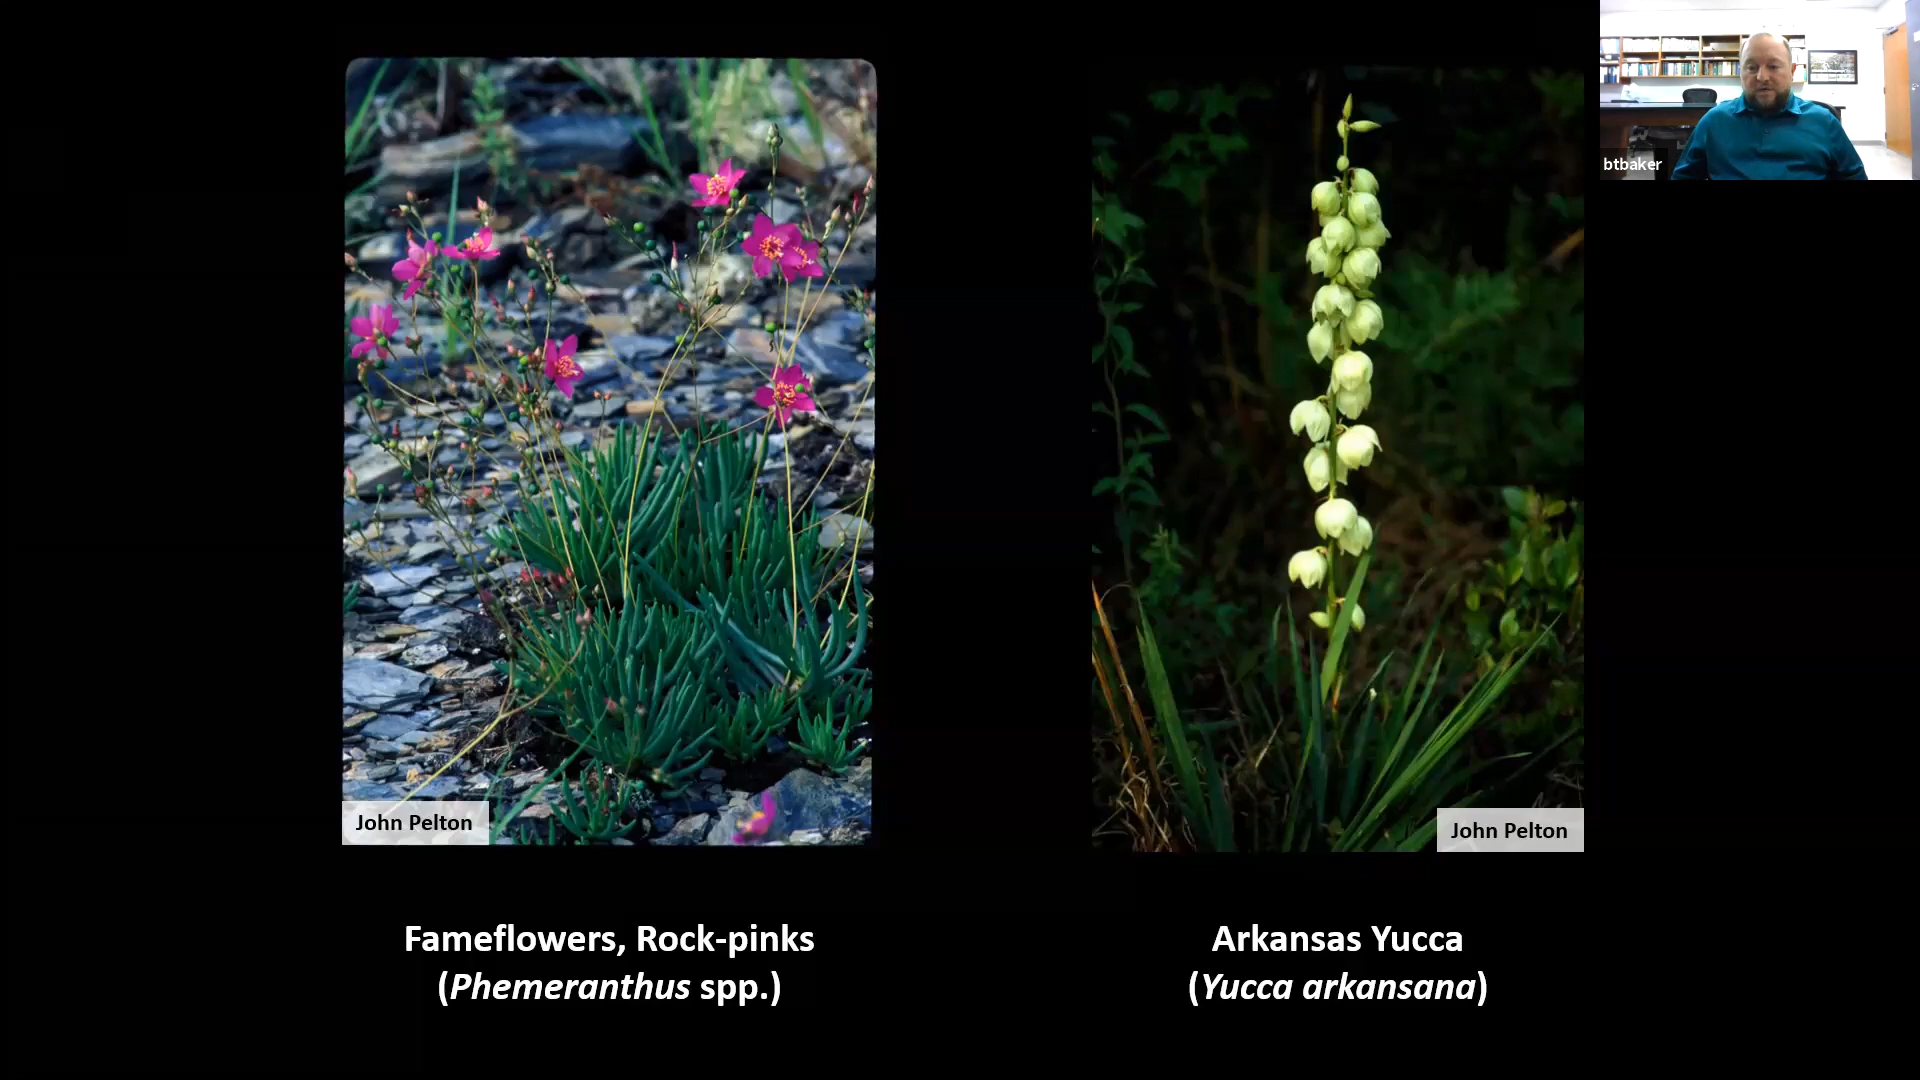 btbaker
John Pelton
John Pelton
Fameflowers, Rock-pinks
(Phemeranthus spp.)
Arkansas Yucca
(Yucca arkansana)